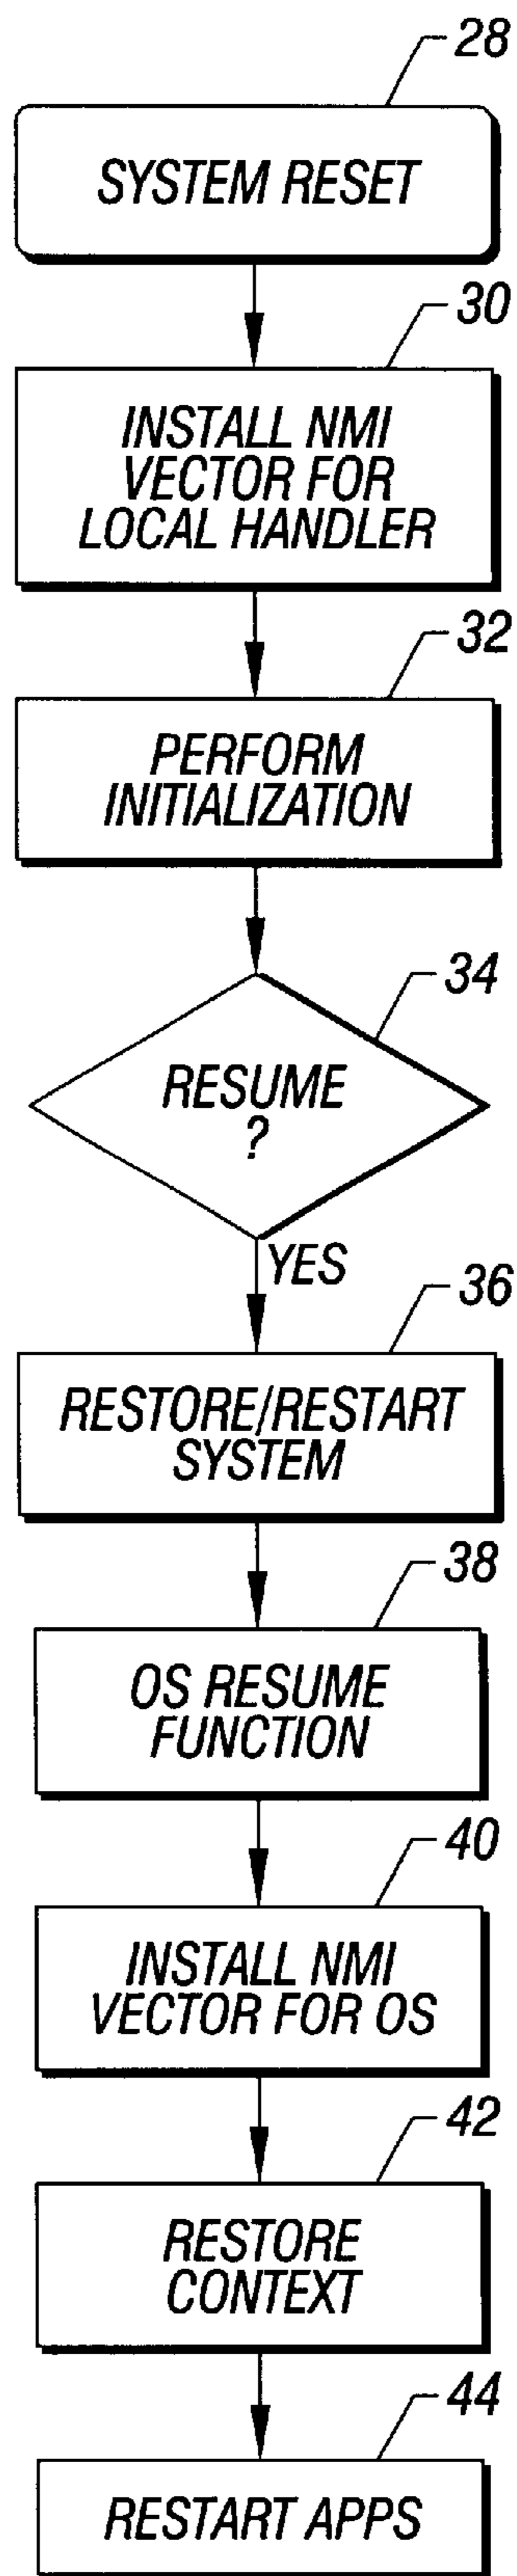 28
SYSTEM RESET
30
INSTALL NMI
VECTOR FOR
LOCAL HANDLER
32
PERFORM
INITIALIZATION
34
RESUME
?
YES
36
RESTORE/RESTART
SYSTEM
38
OS RESUME
FUNCTION
40
INSTALL NMI
VECTOR FOR OS
42
RESTORE
CONTEXT
44
RESTART APPS